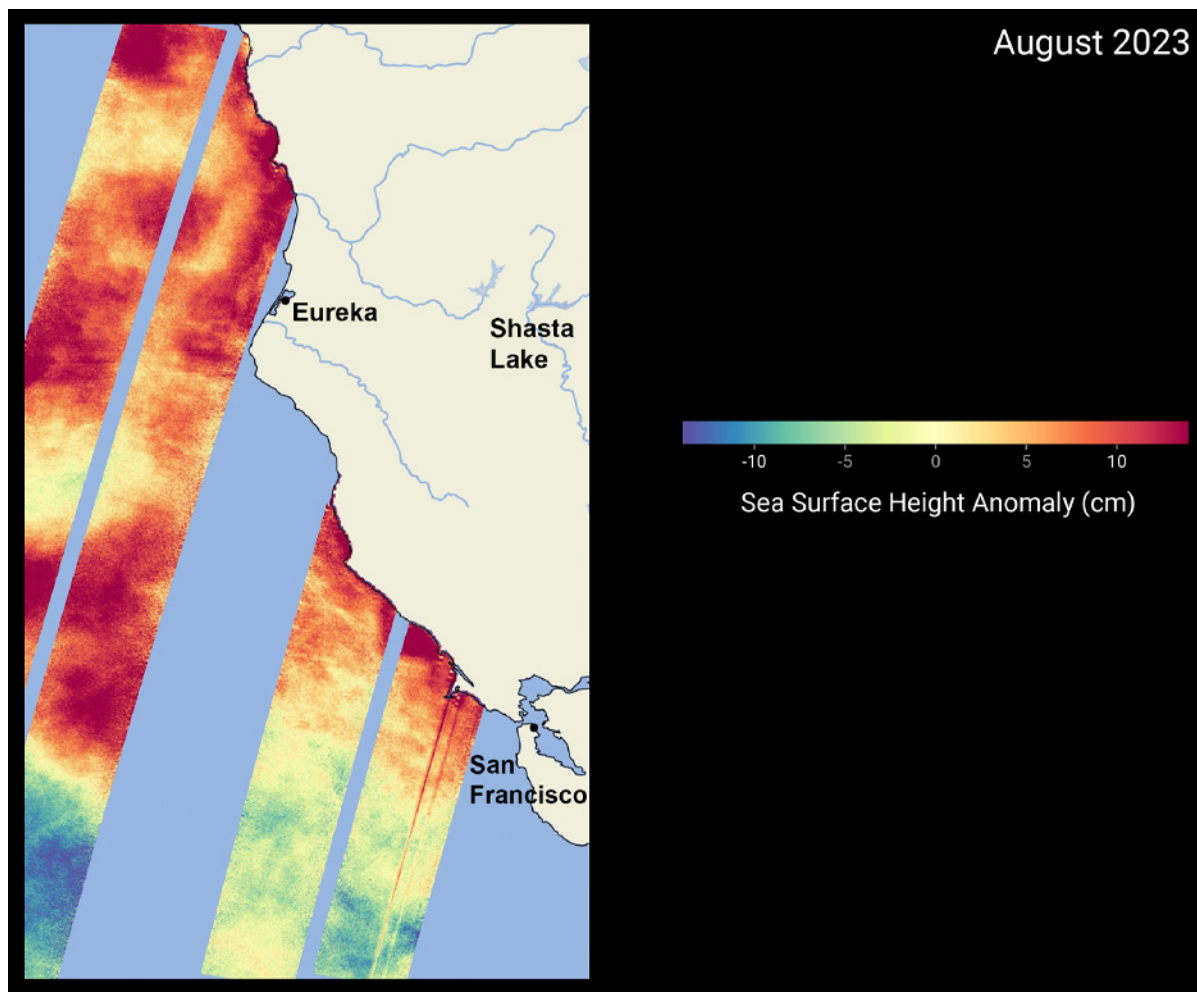 August 2023
Eureka
Shasta
Lake
-10 -5 0 5 10
Sea Surface Height Anomaly (cm)
San
Francisco